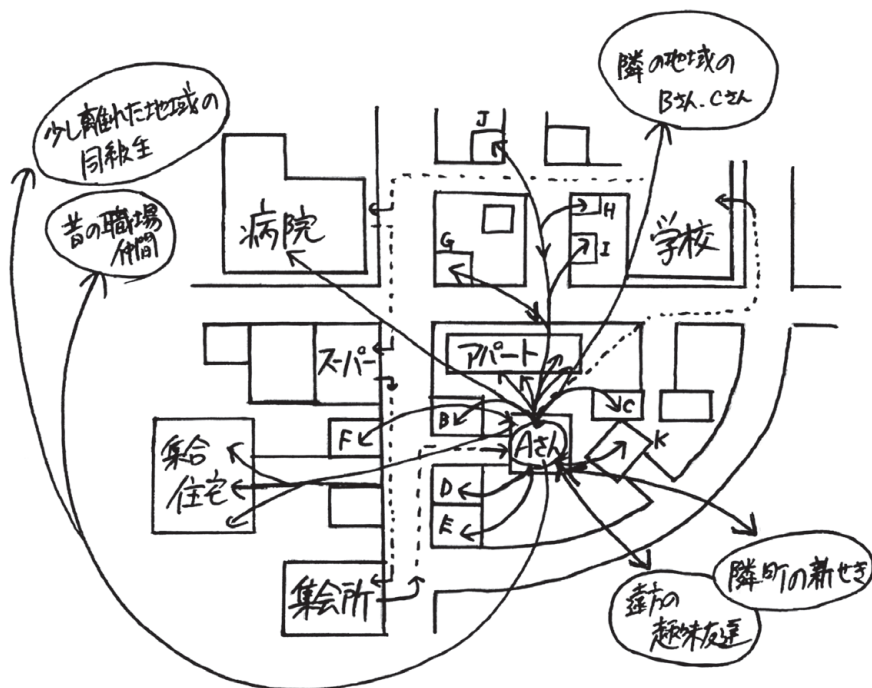 隣の地域の
Bさん、Cさん
少し離れた地域の
同級生
昔の職場
仲間
J
H
I
G
病院
学校
スーパー
アパート
B
C
F
Aさん
K
集合
住宅
D
E
集会所
隣町の新せき
遠方の
趣味友達